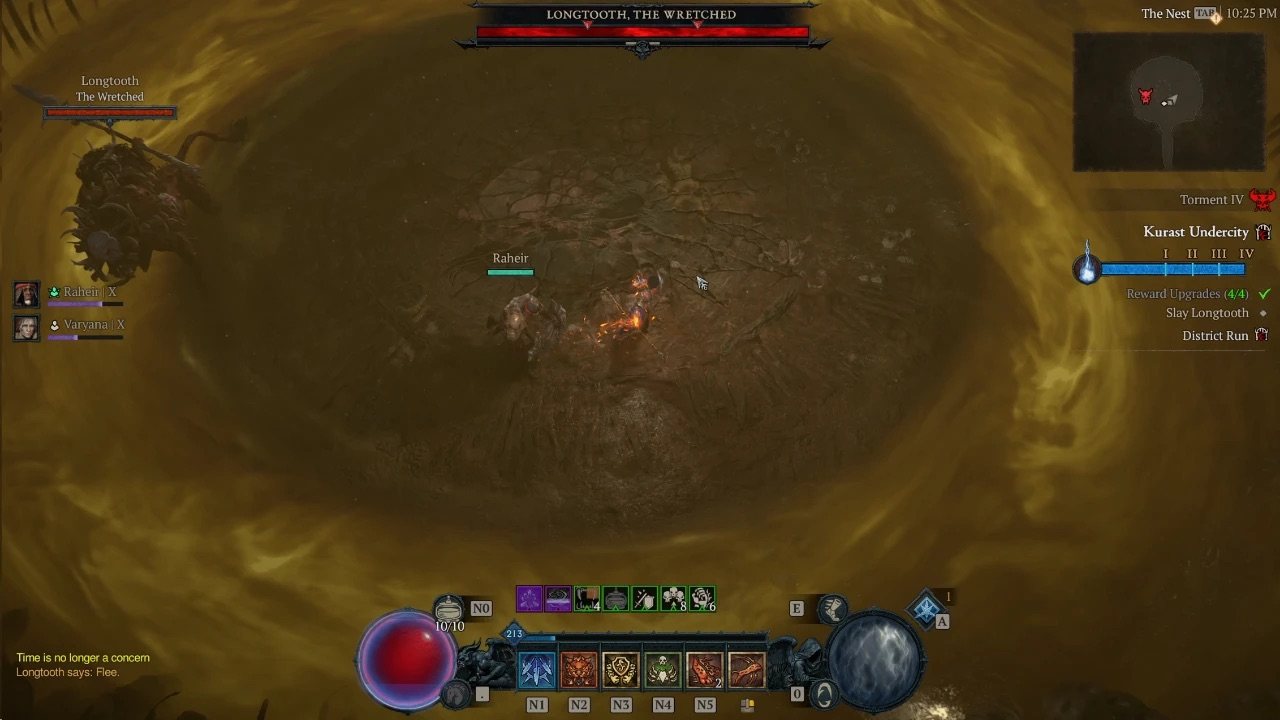 LONGTOOTH, THE WRETCHED
The Nest TAB 10:25 PM
Longtooth
The Wretched
Torment IV
Kurast Undercity
I II III IV
Reward Upgrades (4/4)
Slay Longtooth
District Run
Raheir
Raheir | X
Varyana | X
4 8 6
N0
10/10
E
1
A
213
2
Time is no longer a concern
Longtooth says: Flee.
.
0
N1 N2 N3 N4 N5